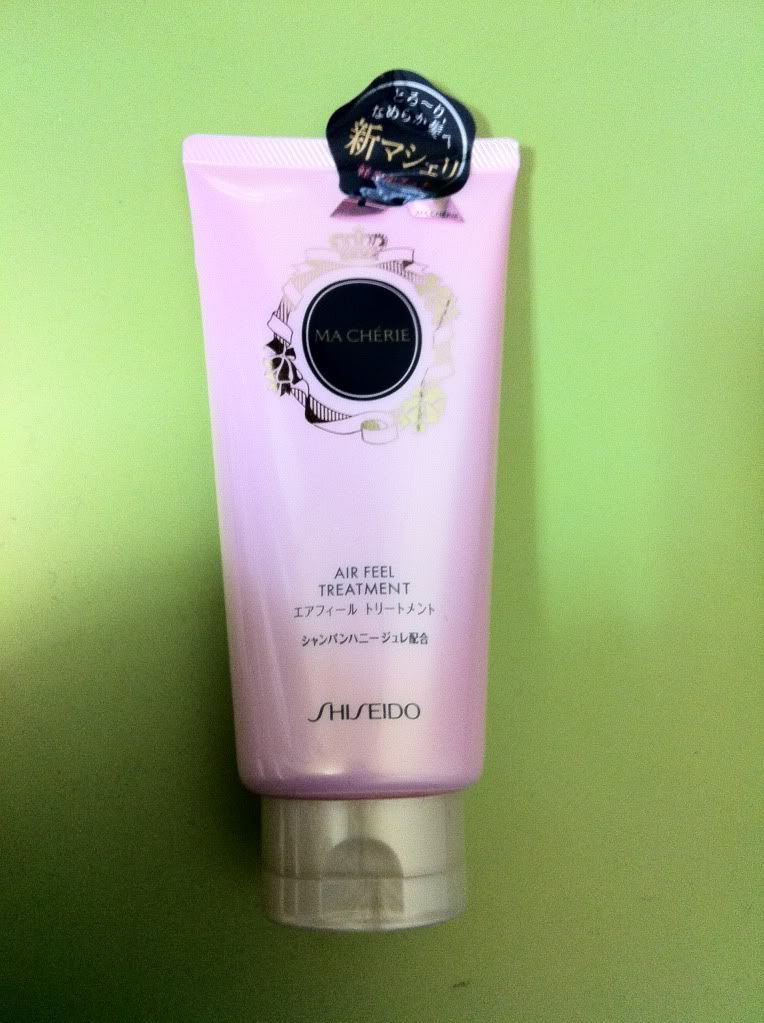 とろ〜り、
なめらか髪へ
新マシェリ
MA CHERIE
MA CHÉRIE
AIR FEEL
TREATMENT
エアフィール トリートメント
シャンパンハニージュレ配合
SHISEIDO